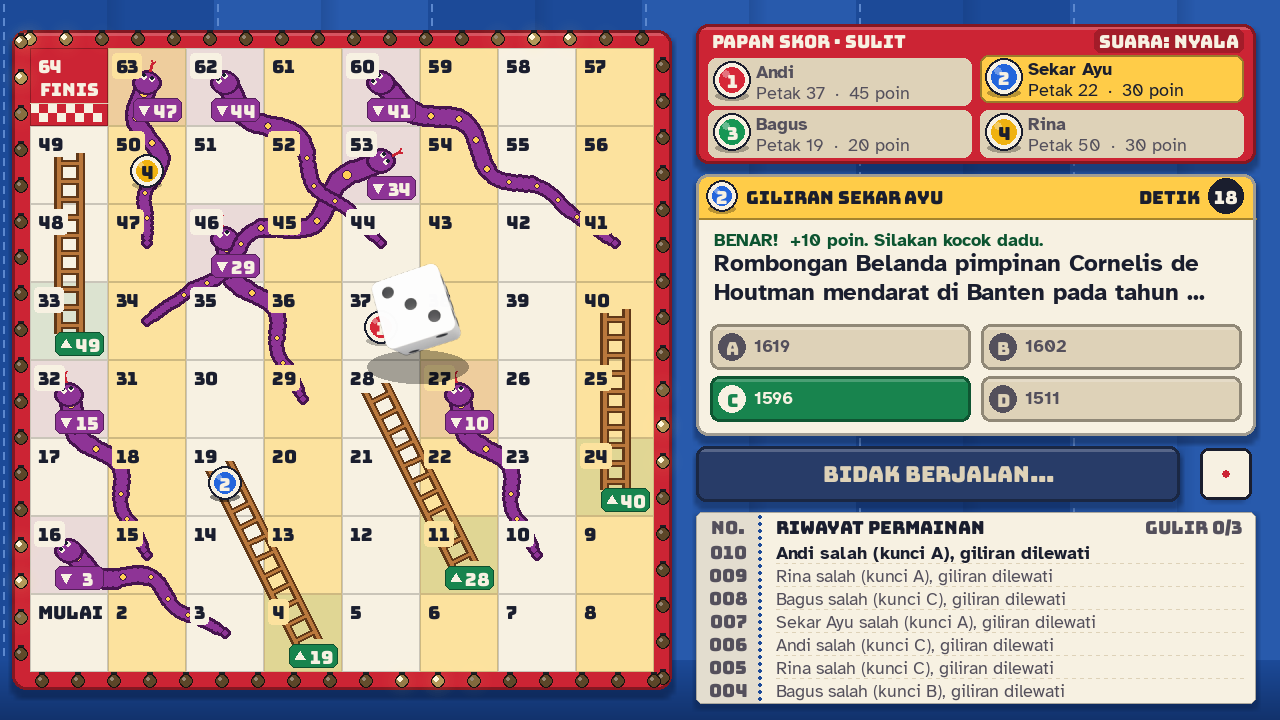 64
FINIS
63
62
61
60
59
58
57
▼47
▼44
▼41
49
50
51
52
53
54
55
56
4
▼34
48
47
46
45
44
43
42
41
▼29
33
34
35
36
37
39
40
▲49
32
31
30
29
28
27
26
25
▼15
▼10
17
18
19
20
21
22
23
24
2
▲40
16
15
14
13
12
11
10
9
▼3
▲28
MULAI
2
3
4
5
6
7
8
▲19
PAPAN SKOR • SULIT
SUARA: NYALA
1
Andi
Petak 37 · 45 poin
2
Sekar Ayu
Petak 22 · 30 poin
3
Bagus
Petak 19 · 20 poin
4
Rina
Petak 50 · 30 poin
2 GILIRAN SEKAR AYU
DETIK 18
BENAR! +10 poin. Silakan kocok dadu.
Rombongan Belanda pimpinan Cornelis de
Houtman mendarat di Banten pada tahun ...
A 1619
B 1602
C 1596
D 1511
BIDAK BERJALAN...
NO. RIWAYAT PERMAINAN GULIR 0/3
010 Andi salah (kunci A), giliran dilewati
009 Rina salah (kunci A), giliran dilewati
008 Bagus salah (kunci C), giliran dilewati
007 Sekar Ayu salah (kunci A), giliran dilewati
006 Andi salah (kunci C), giliran dilewati
005 Rina salah (kunci C), giliran dilewati
004 Bagus salah (kunci B), giliran dilewati